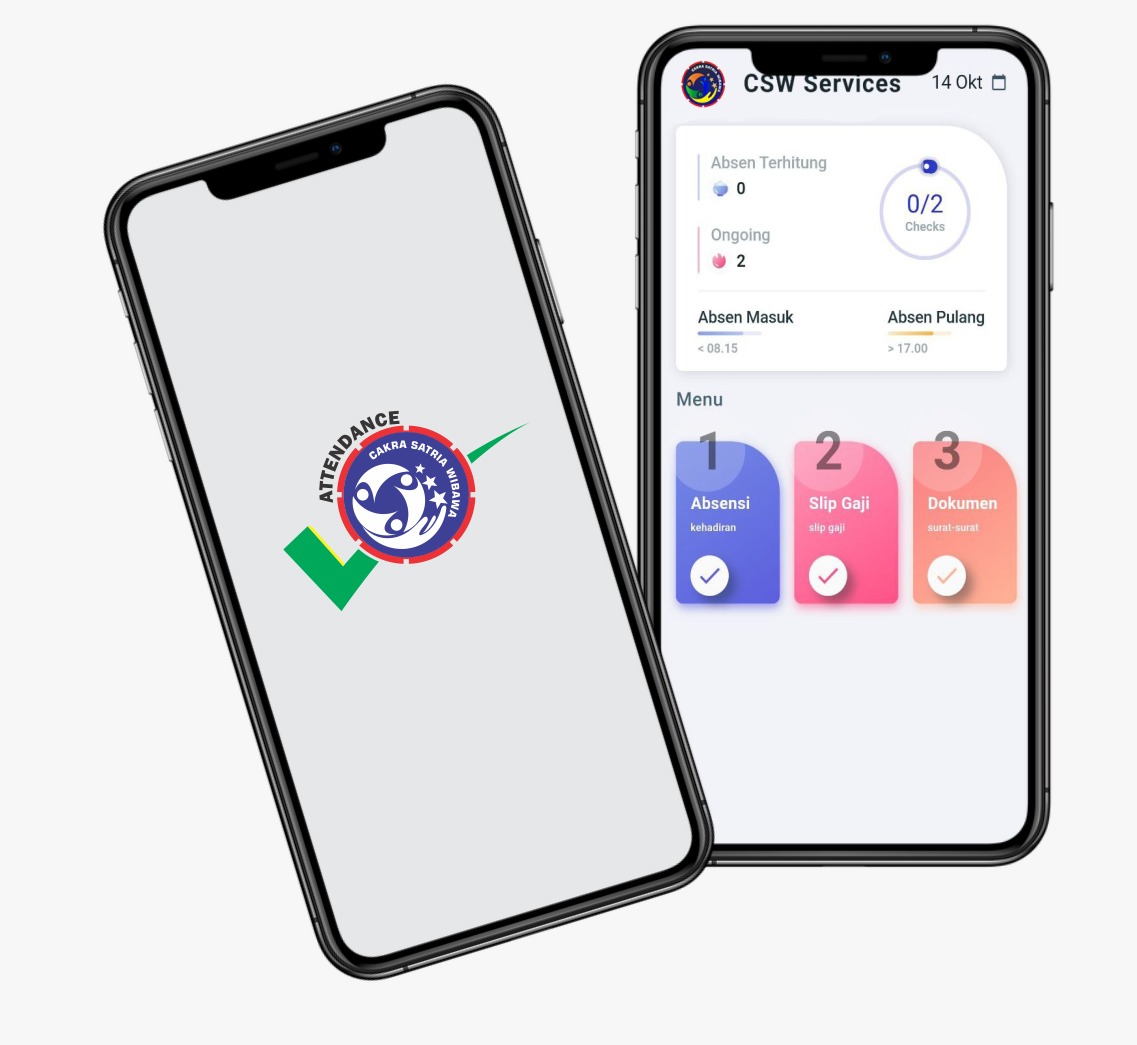 ATTENDANCE
CAKRA SATRIA WIBAWA
CSW Services
14 Okt
Absen Terhitung
0
Ongoing
2
0/2
Checks
Absen Masuk
< 08.15
Absen Pulang
> 17.00
Menu
1
Absensi
kehadiran
2
Slip Gaji
slip gaji
3
Dokumen
surat-surat